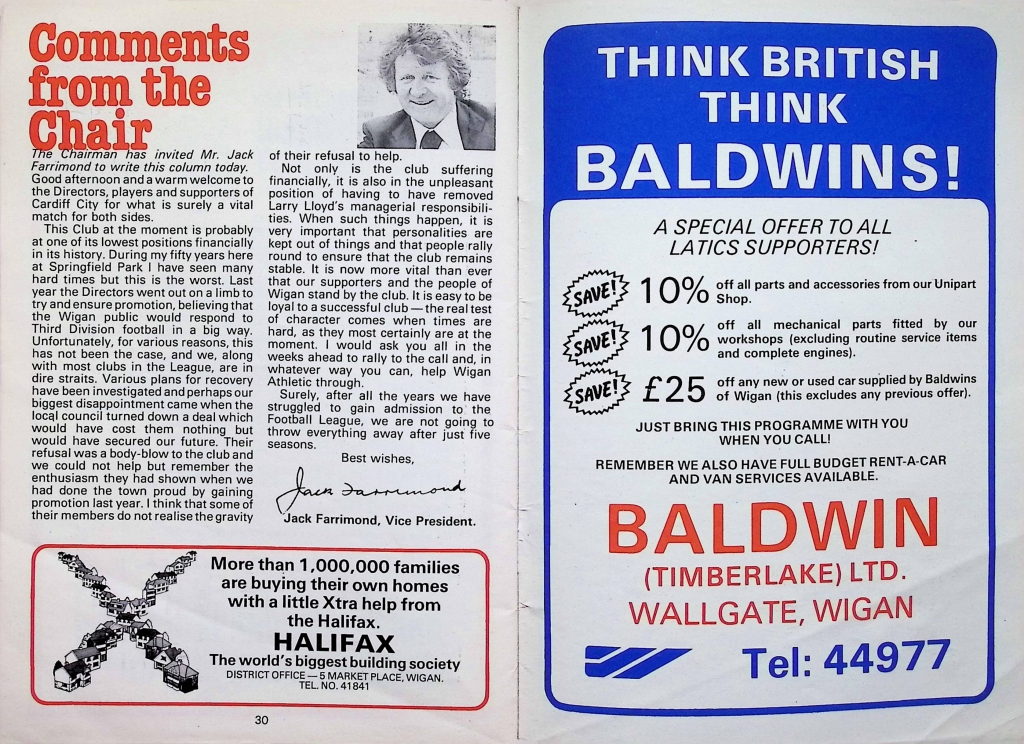 Comments
from the
Chair
The Chairman has invited Mr. Jack
Farrimond to write this column today.
Good afternoon and a warm welcome to
the Directors, players and supporters of
Cardiff City for what is surely a vital
match for both sides.
This Club at the moment is probably
at one of its lowest positions financially
in its history. During my fifty years here
at Springfield Park I have seen many
hard times but this is the worst. Last
year the Directors went out on a limb to
try and ensure promotion, believing that
the Wigan public would respond to
Third Division football in a big way.
Unfortunately, for various reasons, this
has not been the case, and we, along
with most clubs in the League, are in
dire straits. Various plans for recovery
have been investigated and perhaps our
biggest disappointment came when the
local council turned down a deal which
would have cost them nothing but
would have secured our future. Their
refusal was a body-blow to the club and
we could not help but remember the
enthusiasm they had shown when we
had done the town proud by gaining
promotion last year. I think that some of
their members do not realise the gravity
of their refusal to help.
Not only is the club suffering
financially, it is also in the unpleasant
position of having to have removed
Larry Lloyd's managerial responsibili-
ties. When such things happen, it is
very important that personalities are
kept out of things and that people rally
round to ensure that the club remains
stable. It is now more vital than ever
that our supporters and the people of
Wigan stand by the club. It is easy to be
loyal to a successful club — the real test
of character comes when times are
hard, as they most certainly are at the
moment. I would ask you all in the
weeks ahead to rally to the call and, in
whatever way you can, help Wigan
Athletic through.
Surely, after all the years we have
struggled to gain admission to the
Football League, we are not going to
throw everything away after just five
seasons.
Best wishes,
Jack Farrimond
Jack Farrimond, Vice President.
More than 1,000,000 families
are buying their own homes
with a little Xtra help from
the Halifax.
HALIFAX
The world's biggest building society
DISTRICT OFFICE — 5 MARKET PLACE, WIGAN.
TEL. NO. 41841
30
THINK BRITISH
THINK
BALDWINS!
A SPECIAL OFFER TO ALL
LATICS SUPPORTERS!
SAVE! 10% off all parts and accessories from our Unipart
Shop.
SAVE! 10% off all mechanical parts fitted by our
workshops (excluding routine service items
and complete engines).
SAVE! £25 off any new or used car supplied by Baldwins
of Wigan (this excludes any previous offer).
JUST BRING THIS PROGRAMME WITH YOU
WHEN YOU CALL!
REMEMBER WE ALSO HAVE FULL BUDGET RENT-A-CAR
AND VAN SERVICES AVAILABLE.
BALDWIN
(TIMBERLAKE) LTD.
WALLGATE, WIGAN
Tel: 44977